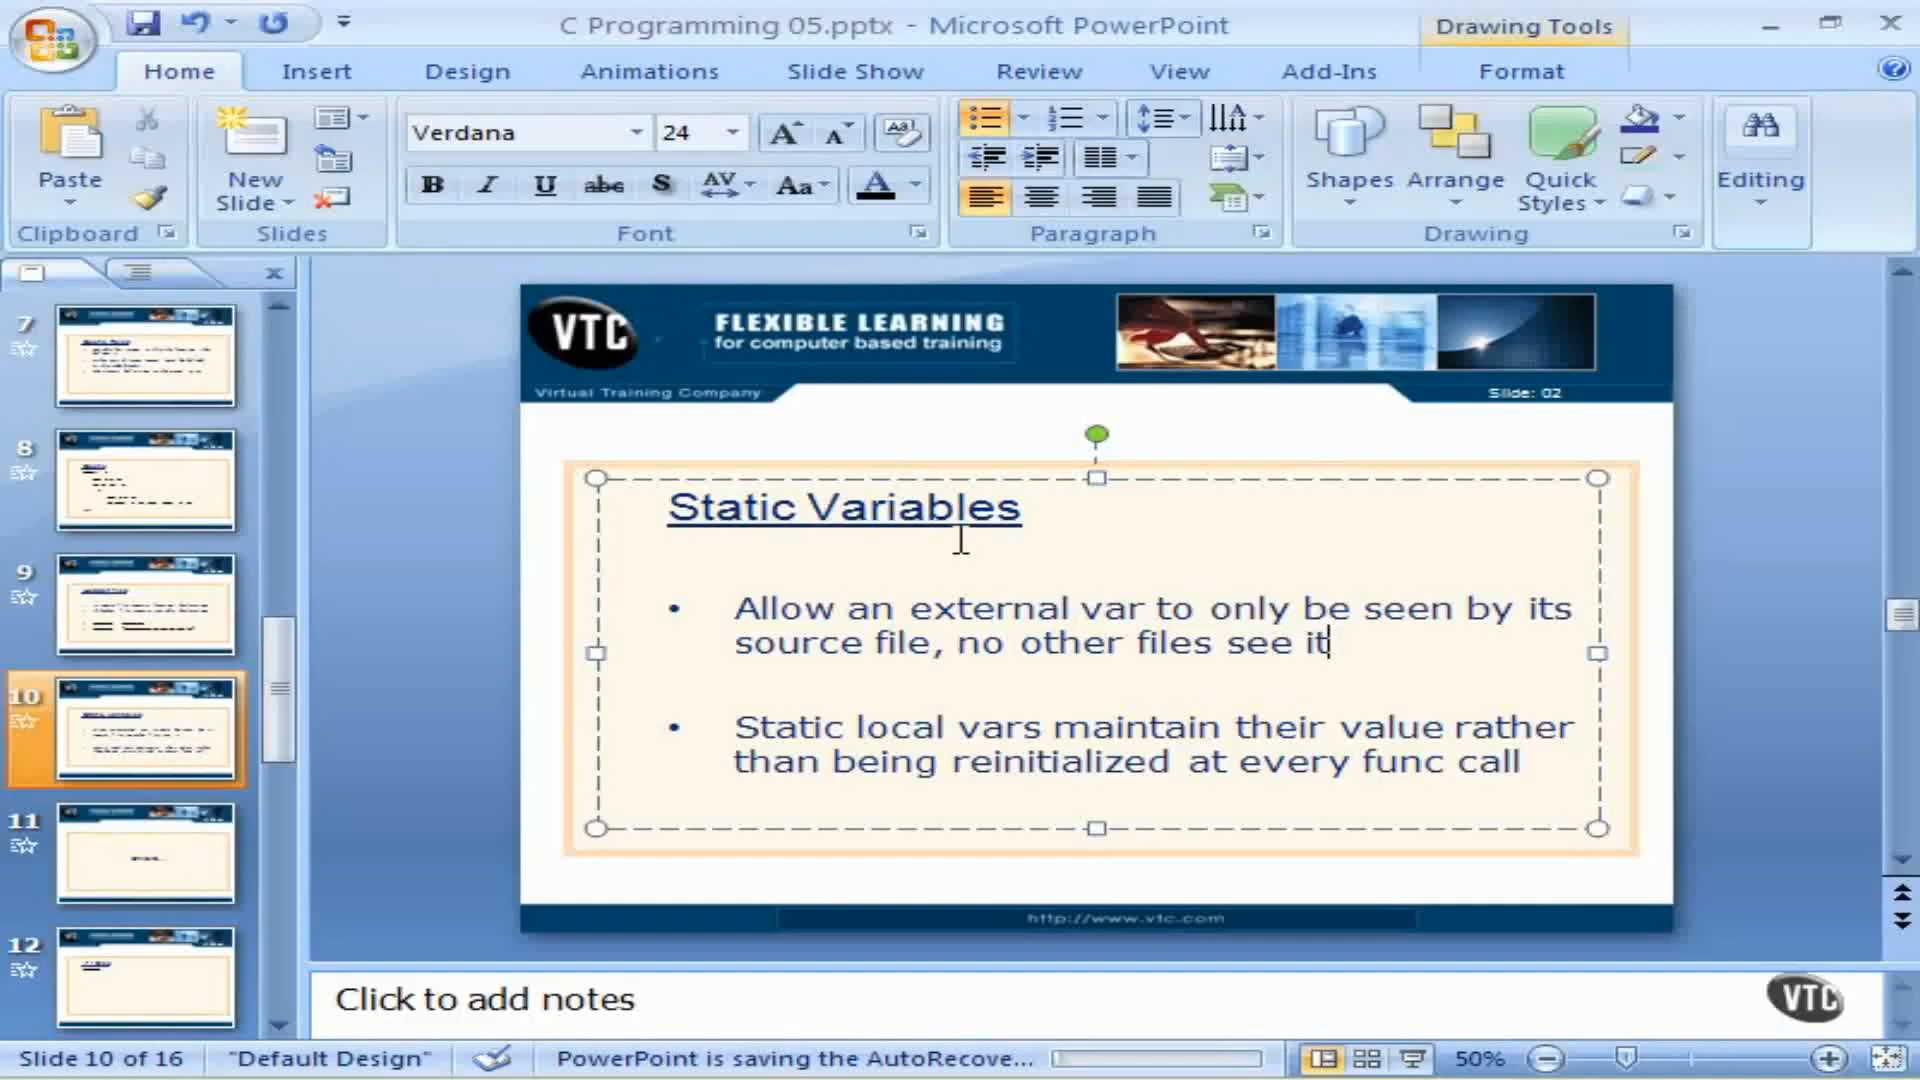 C Programming 05.pptx - Microsoft PowerPoint
Drawing Tools
Home Insert Design Animations Slide Show Review View Add-Ins Format
Verdana 24
Paste
New Slide
Shapes Arrange Quick Styles Editing
Clipboard Slides Font Paragraph Drawing
VTC FLEXIBLE LEARNING
for computer based training
Virtual Training Company
Slide: 02
Static Variables
• Allow an external var to only be seen by its
source file, no other files see it
• Static local vars maintain their value rather
than being reinitialized at every func call
http://www.vtc.com
7
8
9
10
11
12
Click to add notes
VTC
Slide 10 of 16 "Default Design" PowerPoint is saving the AutoRecove... 50%